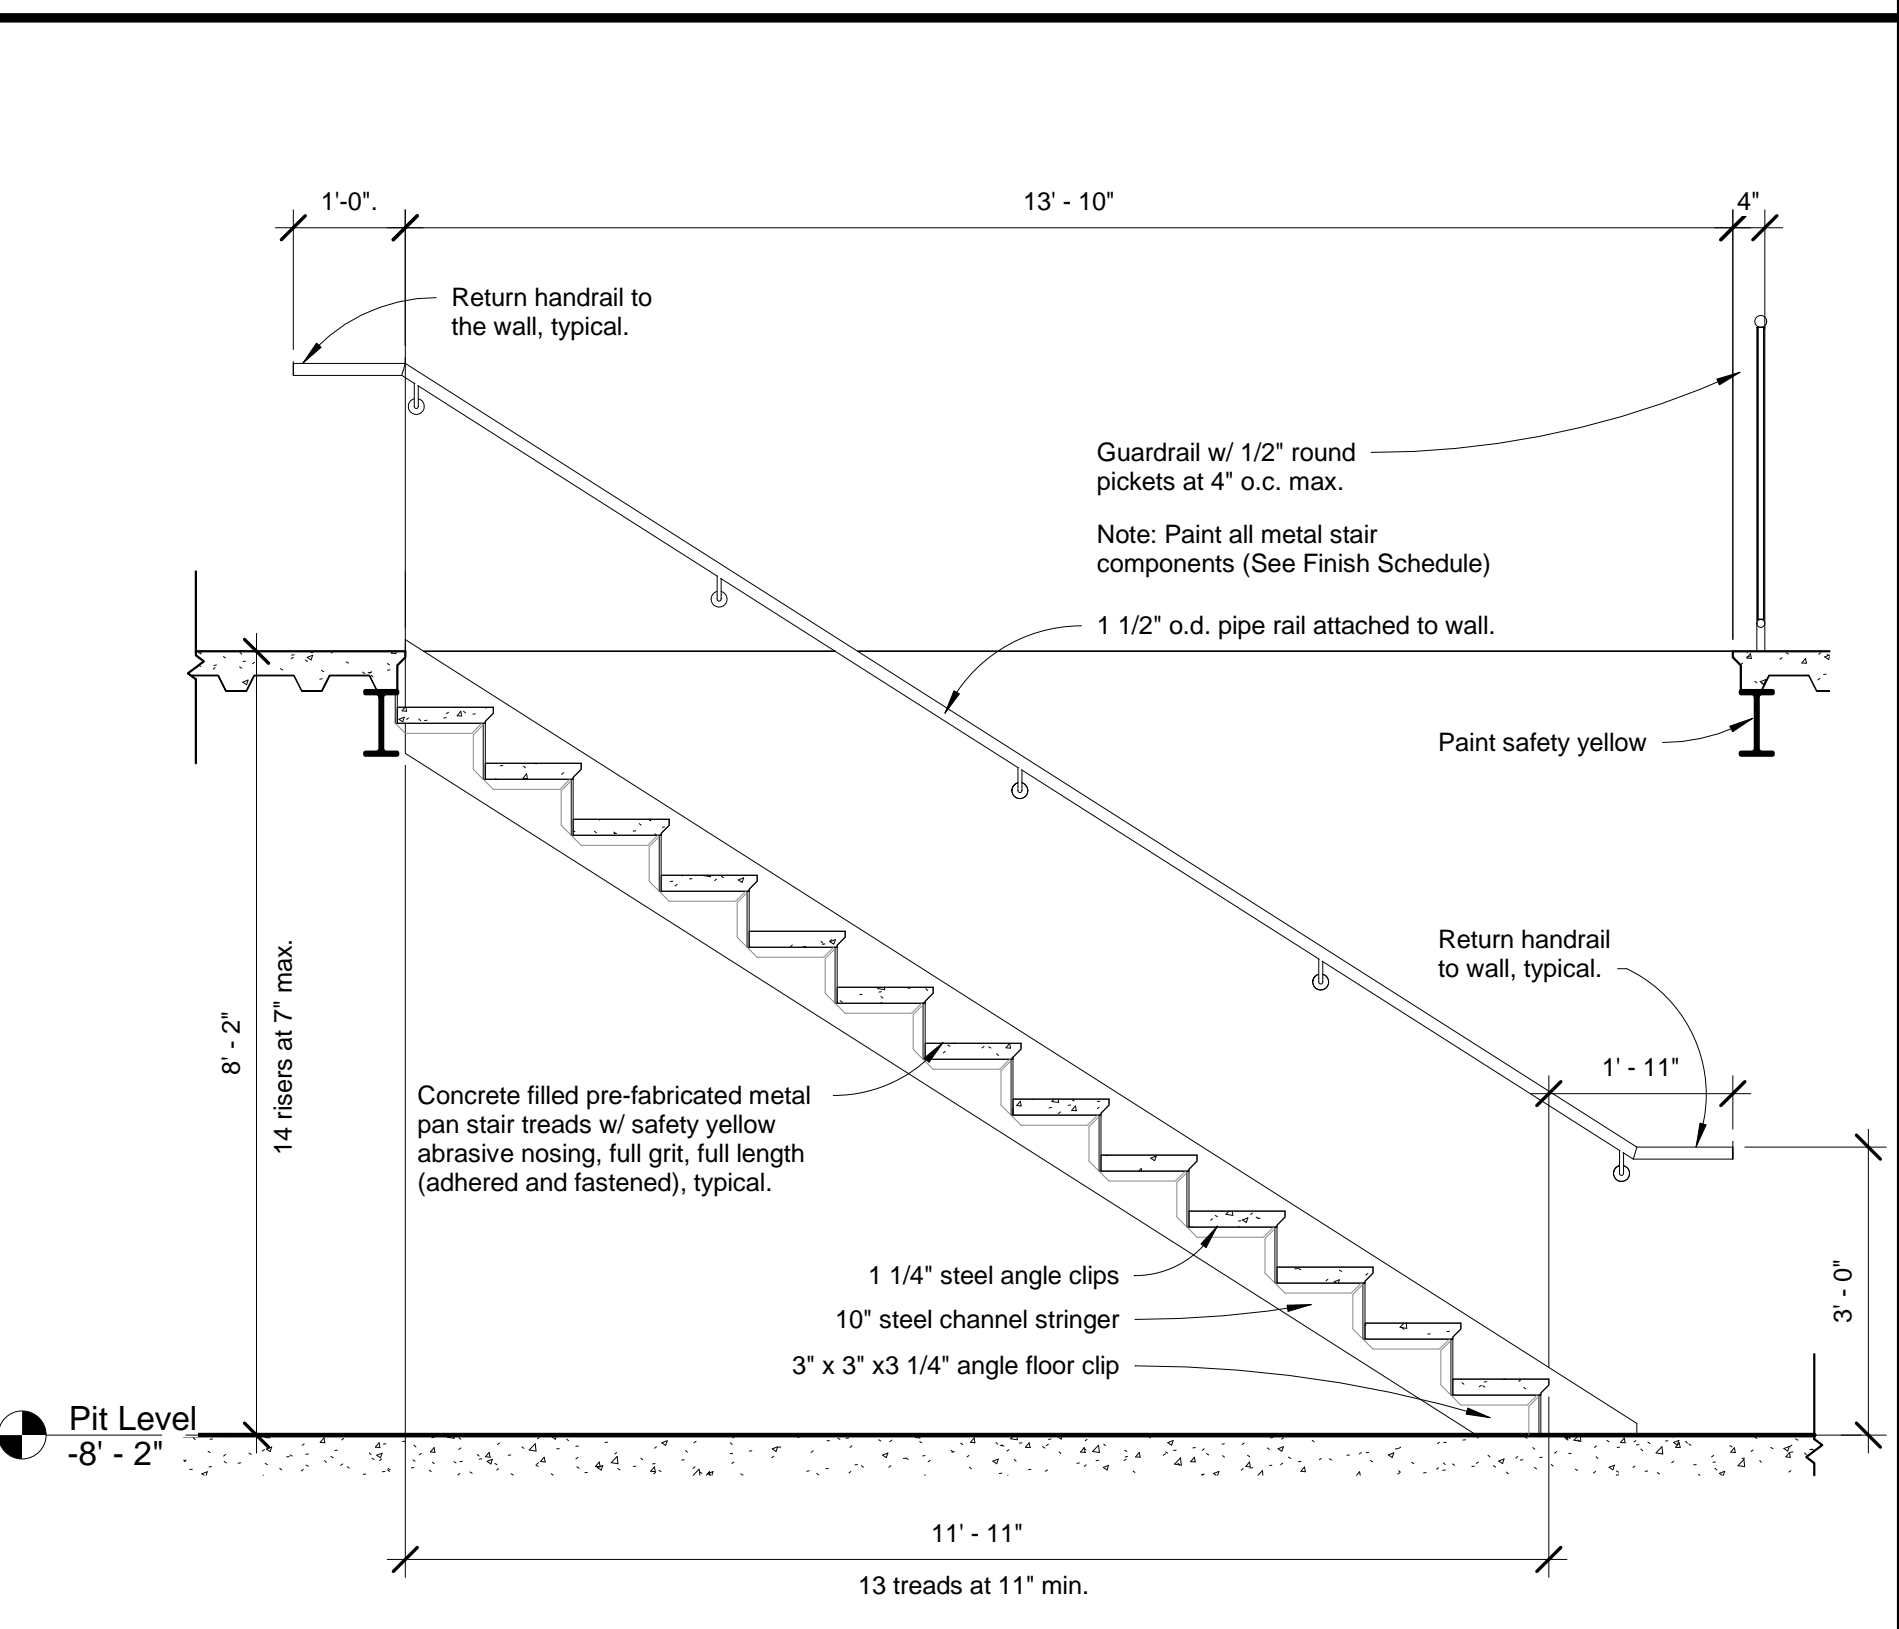 1'-0".
13' - 10"
4"
Return handrail to
the wall, typical.
Guardrail w/ 1/2" round
pickets at 4" o.c. max.
Note: Paint all metal stair
components (See Finish Schedule)
1 1/2" o.d. pipe rail attached to wall.
Paint safety yellow
Return handrail
to wall, typical.
1' - 11"
8' - 2"
14 risers at 7" max.
Concrete filled pre-fabricated metal
pan stair treads w/ safety yellow
abrasive nosing, full grit, full length
(adhered and fastened), typical.
1 1/4" steel angle clips
10" steel channel stringer
3" x 3" x3 1/4" angle floor clip
3' - 0"
Pit Level
-8' - 2"
11' - 11"
13 treads at 11" min.